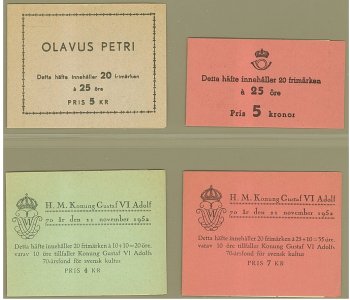 OLAVUS PETRI
Detta häfte innehåller 20 frimärken
à 25 öre
PRIS 5 KR
Detta häfte innehåller 20 frimärken
à 25 öre
Pris 5 kronor
H. M. Konung Gustaf VI Adolf
70 år den 11 november 1952
Detta häfte innehåller 20 frimärken à 10+10=20 öre,
varav 10 öre tillfaller Konung Gustaf VI Adolfs
70-årsfond för svensk kultur
PRIS 4 KR
H. M. Konung Gustaf VI Adolf
70 år den 11 november 1952
Detta häfte innehåller 20 frimärken à 25+10=35 öre,
varav 10 öre tillfaller Konung Gustaf VI Adolfs
70-årsfond för svensk kultur
PRIS 7 KR